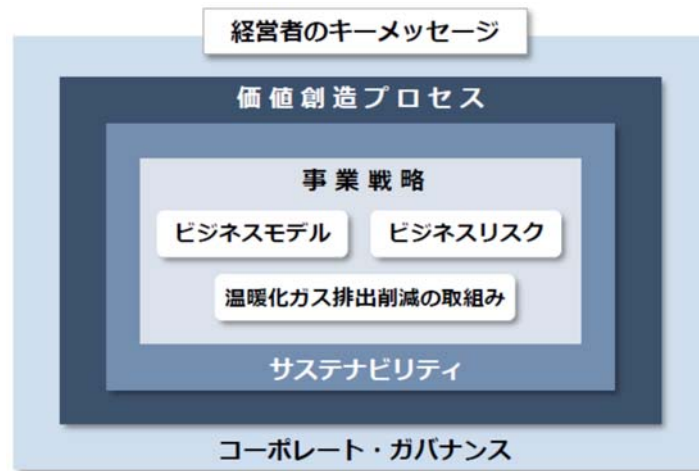 経営者のキーメッセージ
価値創造プロセス
事業戦略
ビジネスモデル
ビジネスリスク
温暖化ガス排出削減の取組み
サステナビリティ
コーポレート・ガバナンス